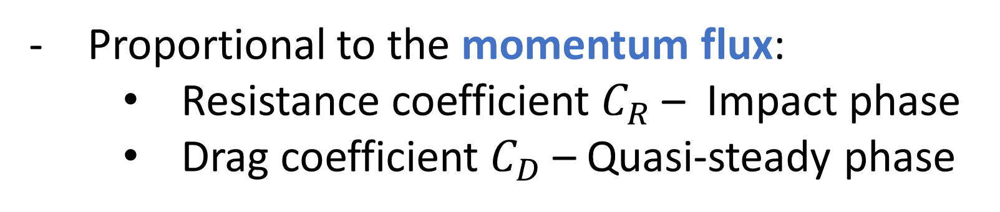 - Proportional to the momentum flux:
• Resistance coefficient C_R – Impact phase
• Drag coefficient C_D – Quasi-steady phase